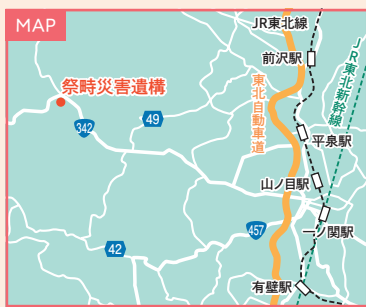 MAP
JR東北線
前沢駅
JR東北新幹線
祭畤災害遺構
東北自動車道
49
342
平泉駅
山ノ目駅
一ノ関駅
457
42
有壁駅